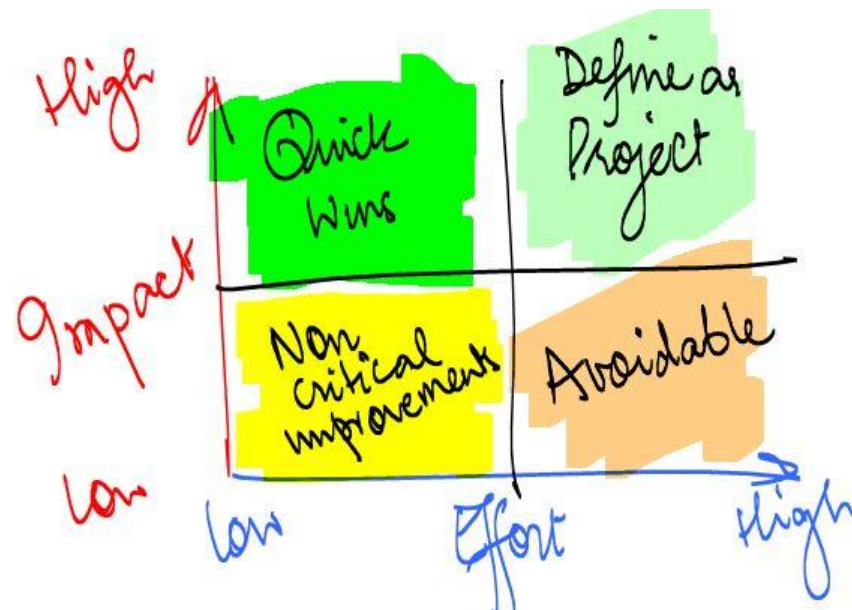 High
Quick
Wins
Define as
Project
Impact
Non
critical
improvements
Avoidable
Low
Low
Effort
High